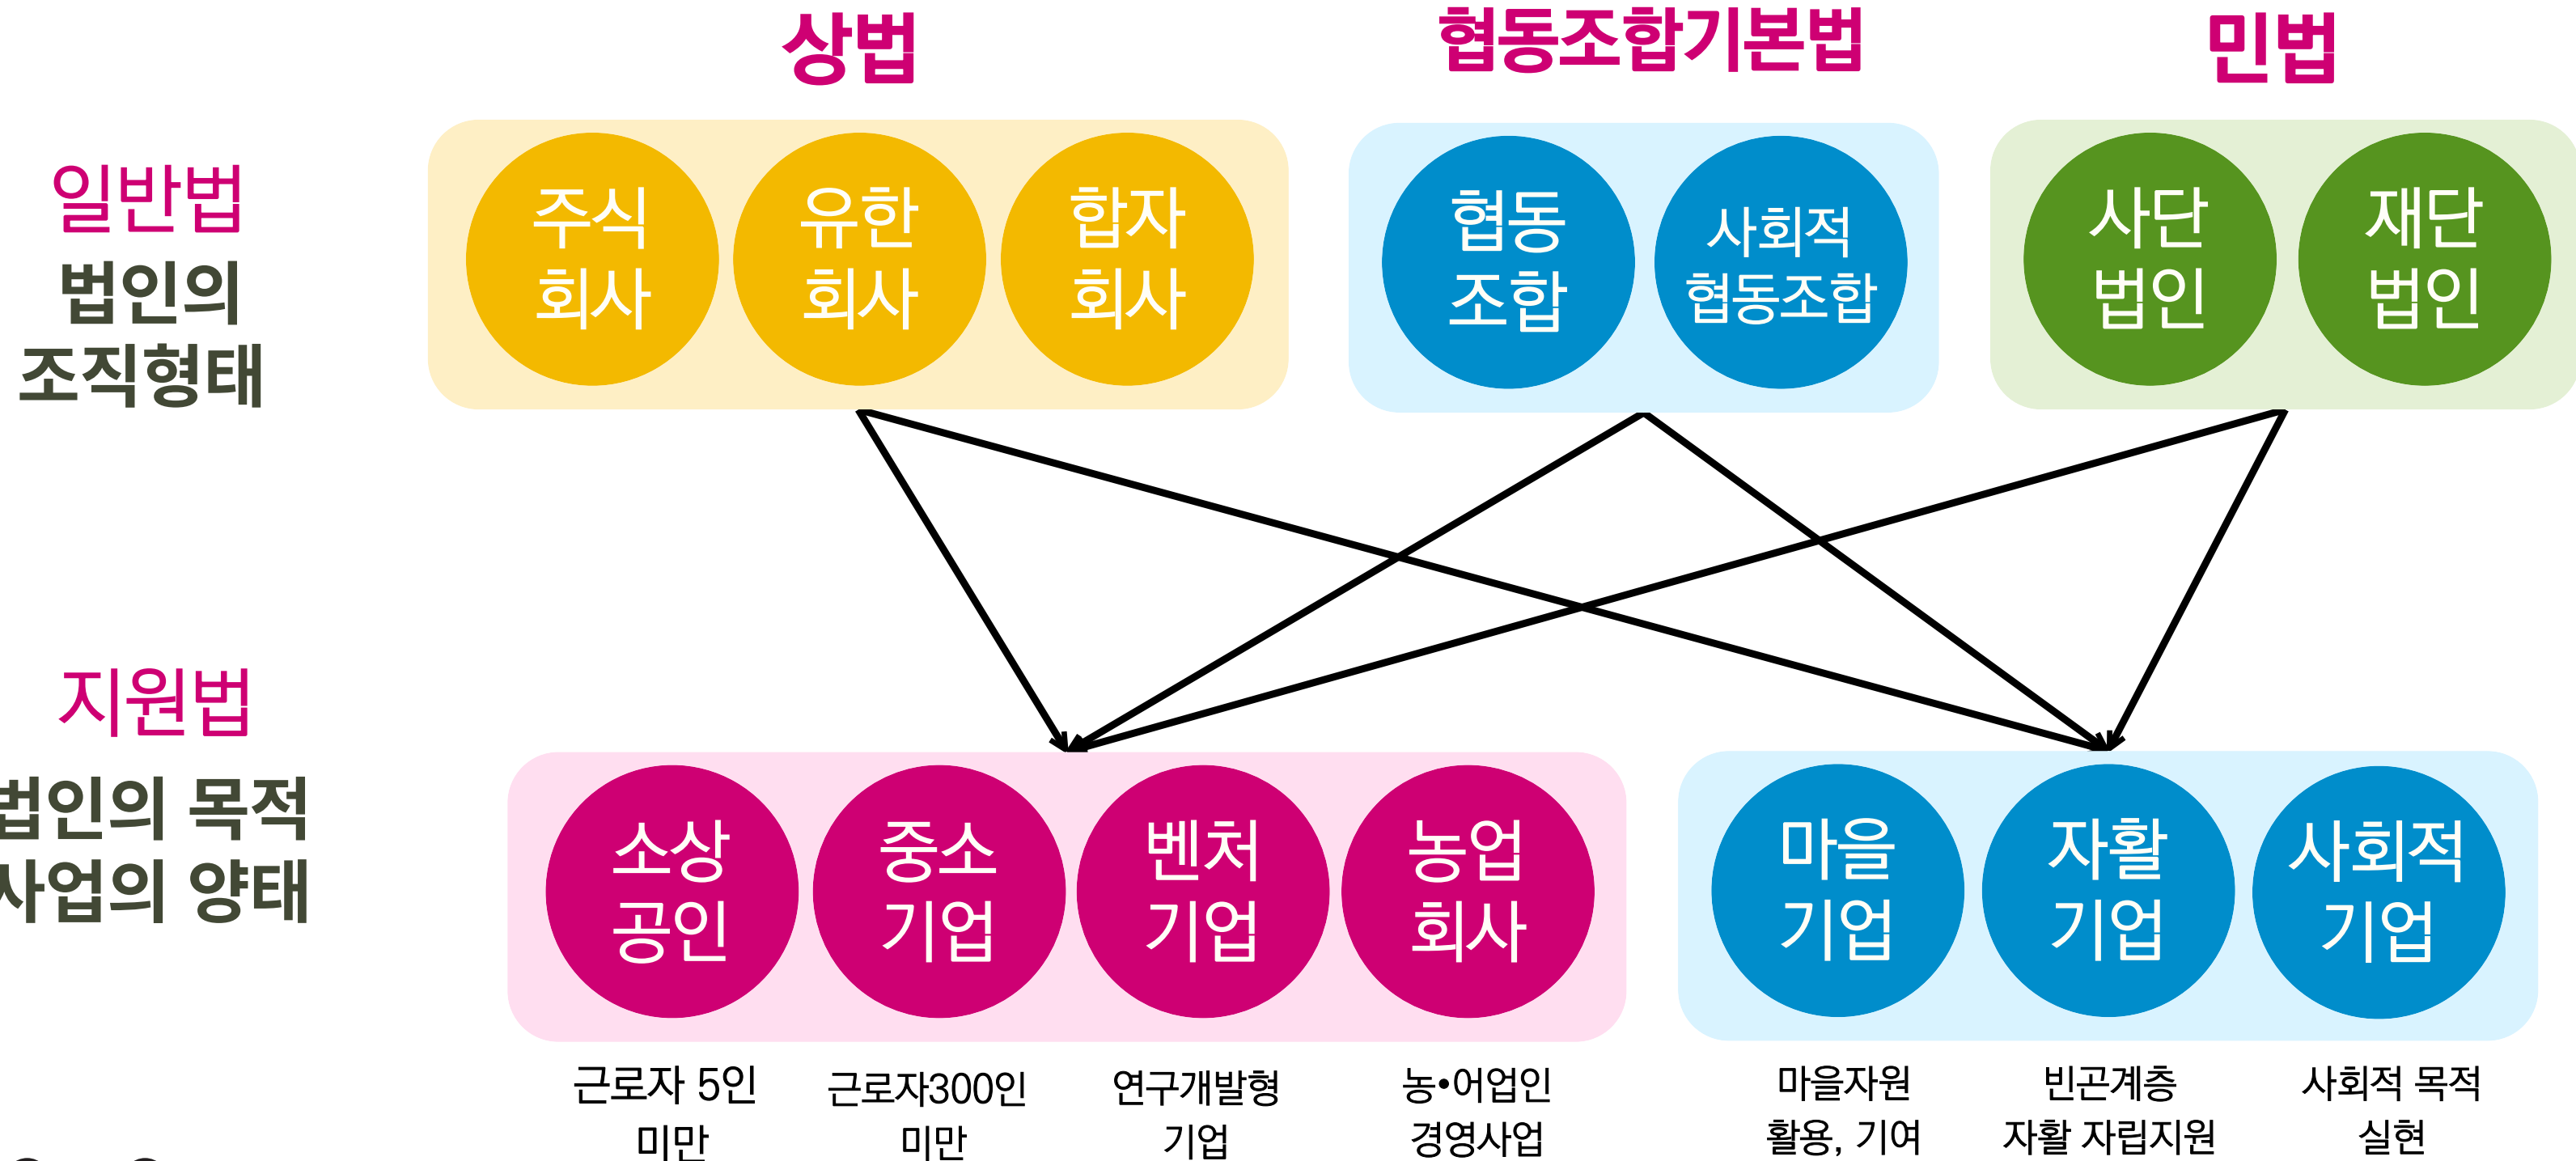 상법
협동조합기본법
민법
일반법
법인의
조직형태
주식
회사
유한
회사
합자
회사
협동
조합
사회적
협동조합
사단
법인
재단
법인
지원법
법인의 목적
사업의 양태
소상
공인
중소
기업
벤처
기업
농업
회사
마을
기업
자활
기업
사회적
기업
근로자 5인
미만
근로자300인
미만
연구개발형
기업
농•어업인
경영사업
마을자원
활용, 기여
빈곤계층
자활 자립지원
사회적 목적
실현